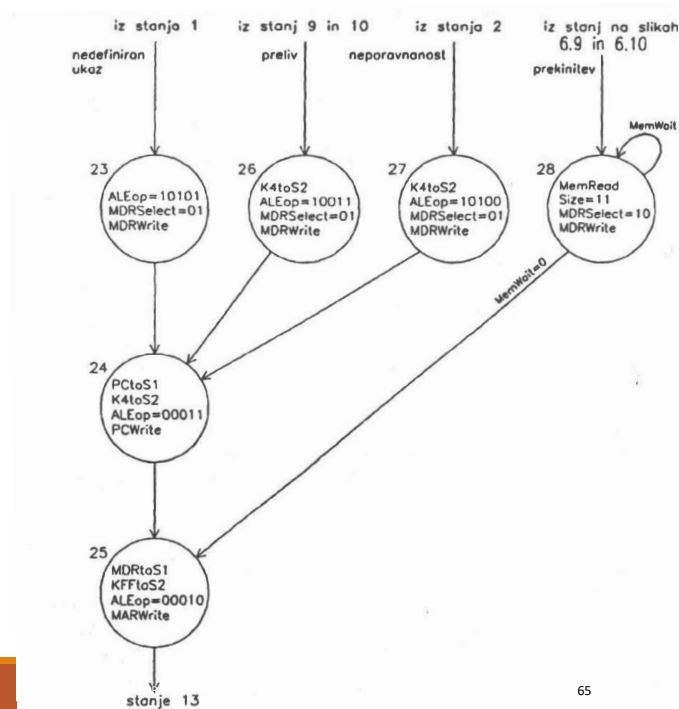 iz stanja 1
nedefiniran
ukaz
iz stanj 9 in 10
preliv
iz stanja 2
neporavnanost
iz stanj na slikah
6.9 in 6.10
prekinitev
MemWait
23
ALEop=10101
MDRSelect=01
MDRWrite
26
K4toS2
ALEop=10011
MDRSelect=01
MDRWrite
27
K4toS2
ALEop=10100
MDRSelect=01
MDRWrite
28
MemRead
Size=11
MDRSelect=10
MDRWrite
MemWait=0
24
PCtoS1
K4toS2
ALEop=00011
PCWrite
25
MDRtoS1
KFFtoS2
ALEop=00010
MARWrite
stanje 13
65